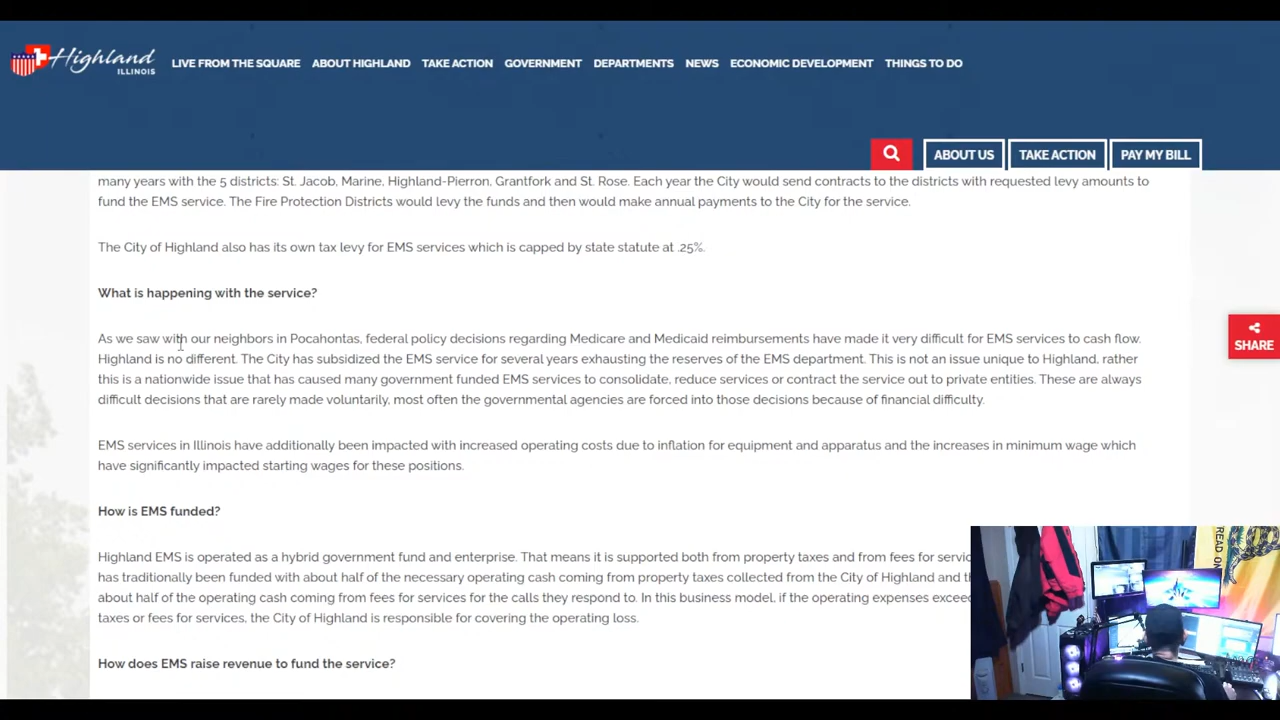 Highland
ILLINOIS
LIVE FROM THE SQUARE ABOUT HIGHLAND TAKE ACTION GOVERNMENT DEPARTMENTS NEWS ECONOMIC DEVELOPMENT THINGS TO DO
ABOUT US TAKE ACTION PAY MY BILL
many years with the 5 districts: St. Jacob, Marine, Highland-Pierron, Grantfork and St. Rose. Each year the City would send contracts to the districts with requested levy amounts to
fund the EMS service. The Fire Protection Districts would levy the funds and then would make annual payments to the City for the service.
The City of Highland also has its own tax levy for EMS services which is capped by state statute at .25%.
What is happening with the service?
As we saw with our neighbors in Pocahontas, federal policy decisions regarding Medicare and Medicaid reimbursements have made it very difficult for EMS services to cash flow.
Highland is no different. The City has subsidized the EMS service for several years exhausting the reserves of the EMS department. This is not an issue unique to Highland, rather
this is a nationwide issue that has caused many government funded EMS services to consolidate, reduce services or contract the service out to private entities. These are always
difficult decisions that are rarely made voluntarily, most often the governmental agencies are forced into those decisions because of financial difficulty.
SHARE
EMS services in Illinois have additionally been impacted with increased operating costs due to inflation for equipment and apparatus and the increases in minimum wage which
have significantly impacted starting wages for these positions.
How is EMS funded?
Highland EMS is operated as a hybrid government fund and enterprise. That means it is supported both from property taxes and from fees for
has traditionally been funded with about half of the necessary operating cash coming from property taxes collected from the City of Highland and
about half of the operating cash coming from fees for services for the calls they respond to. In this business model, if the operating expenses
taxes or fees for services, the City of Highland is responsible for covering the operating loss.
How does EMS raise revenue to fund the service?